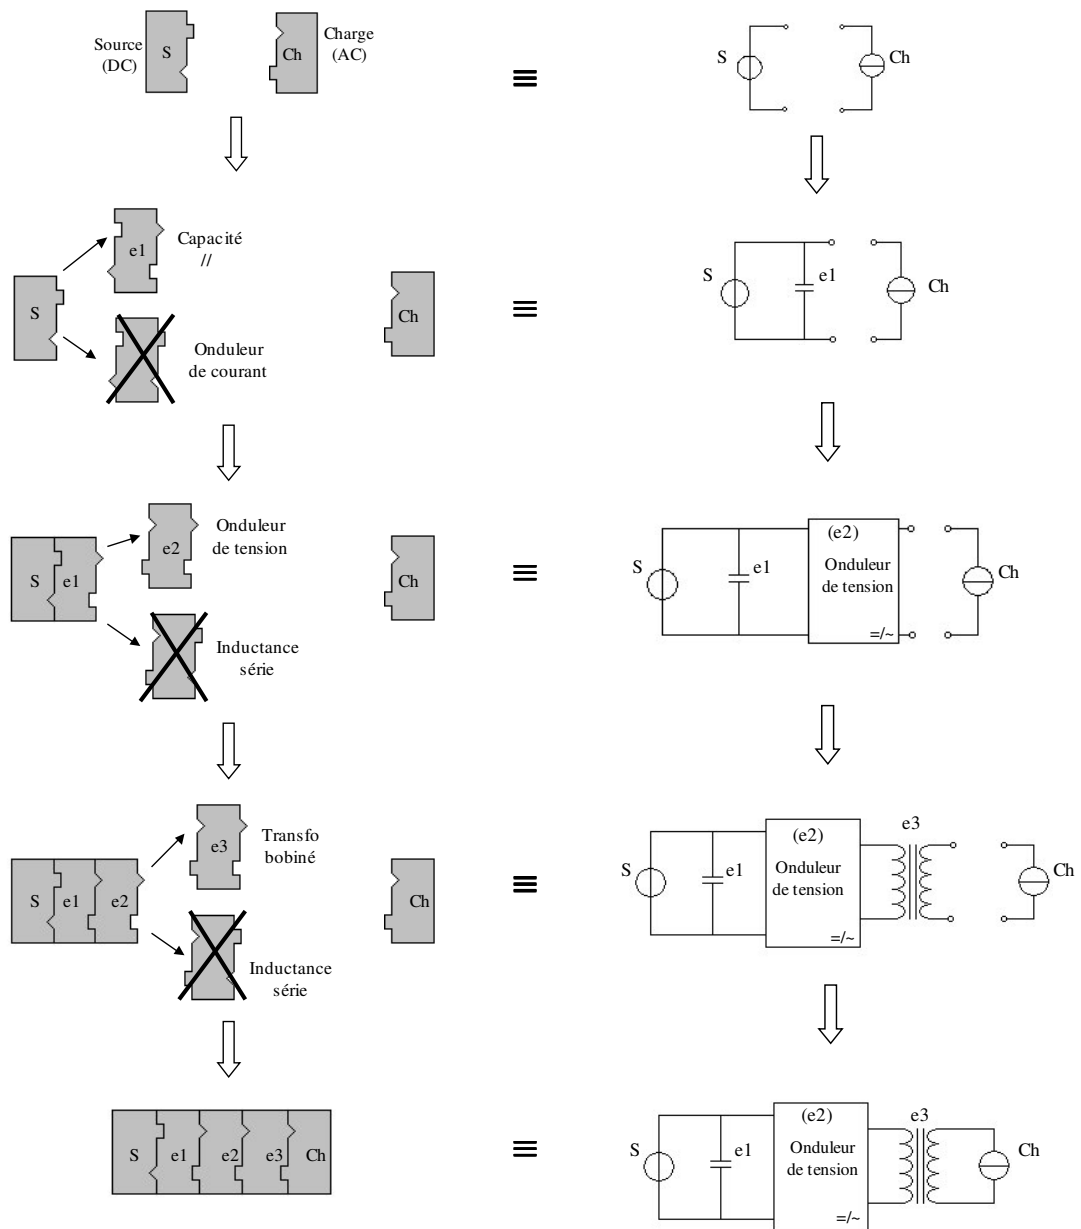 Source
(DC)
S
Ch
Charge
(AC)
≡
S
Ch
e1
Capacité
//
S
Onduleur
de courant
Ch
≡
S
e1
Ch
e2
Onduleur
de tension
S
e1
Inductance
série
Ch
≡
S
e1
(e2)
Onduleur
de tension
=/~
Ch
e3
Transfo
bobiné
S
e1
e2
Inductance
série
Ch
≡
S
e1
(e2)
Onduleur
de tension
=/~
e3
Ch
S
e1
e2
e3
Ch
≡
S
e1
(e2)
Onduleur
de tension
=/~
e3
Ch